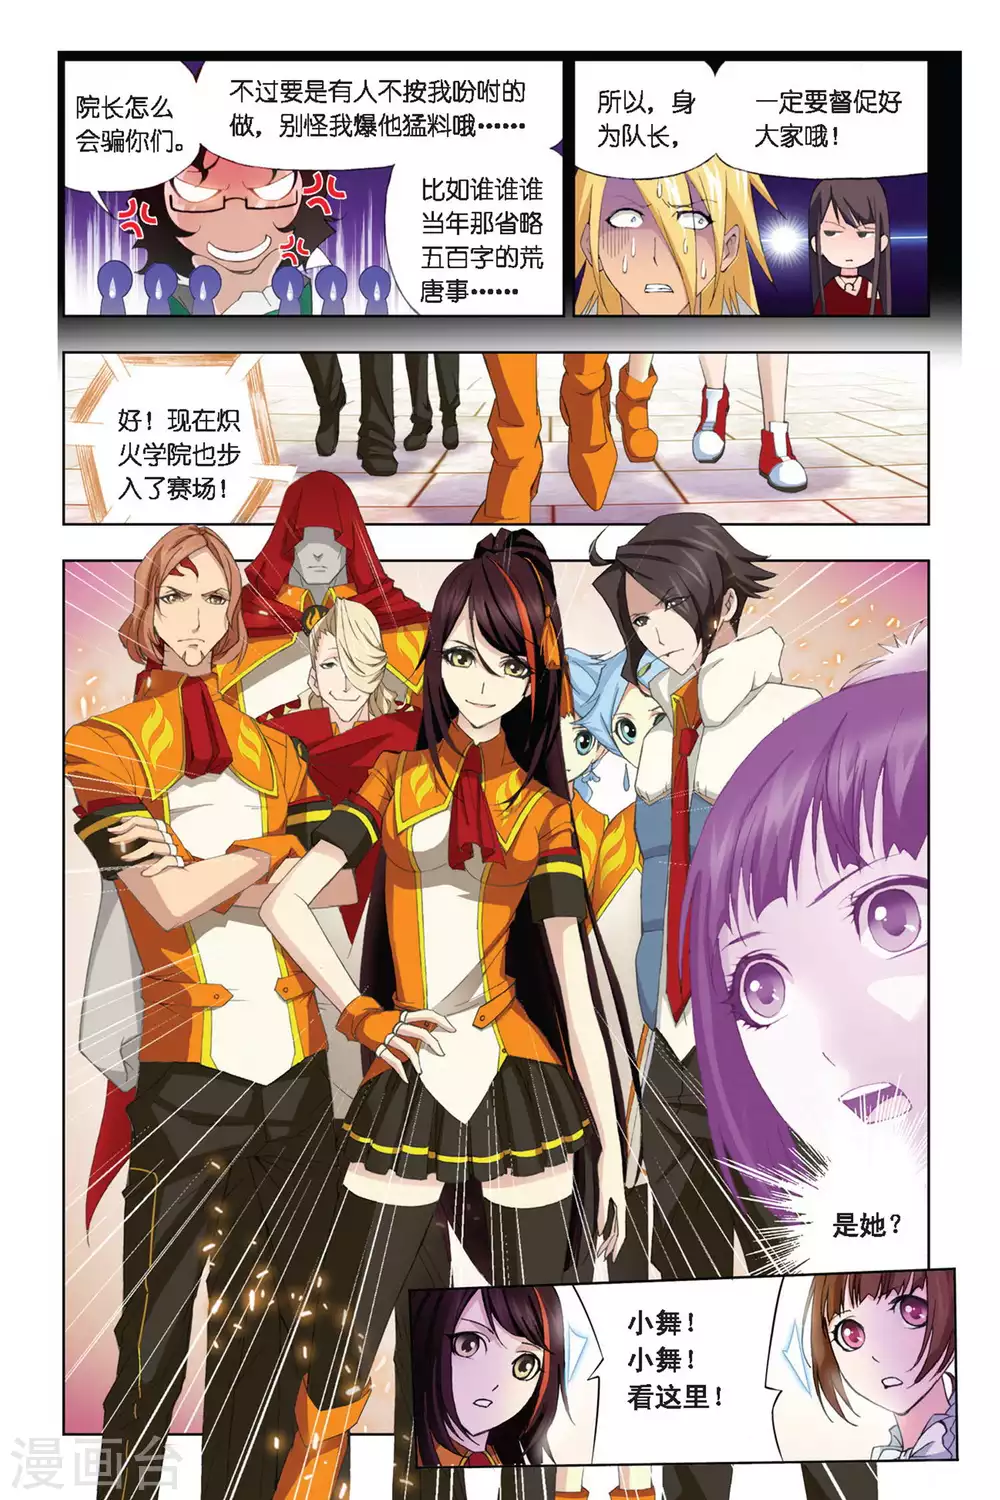 院长怎么
会骗你们。
不过要是有人不按我吩咐的
做，别怪我爆他猛料哦……
比如谁谁谁
当年那省略
五百字的荒
唐事……
所以，身
为队长，
一定要督促好
大家哦！
好！现在炽
火学院也步
入了赛场！
是她？
小舞！
小舞！
看这里！
漫画台